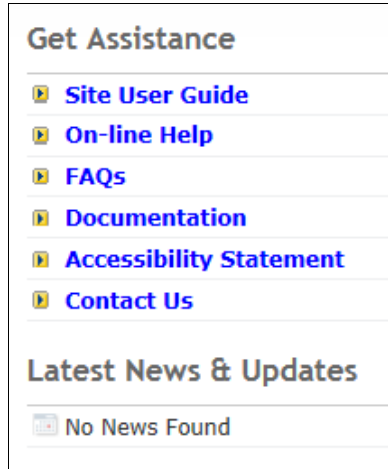 Get Assistance
Site User Guide
On-line Help
FAQs
Documentation
Accessibility Statement
Contact Us
Latest News & Updates
No News Found